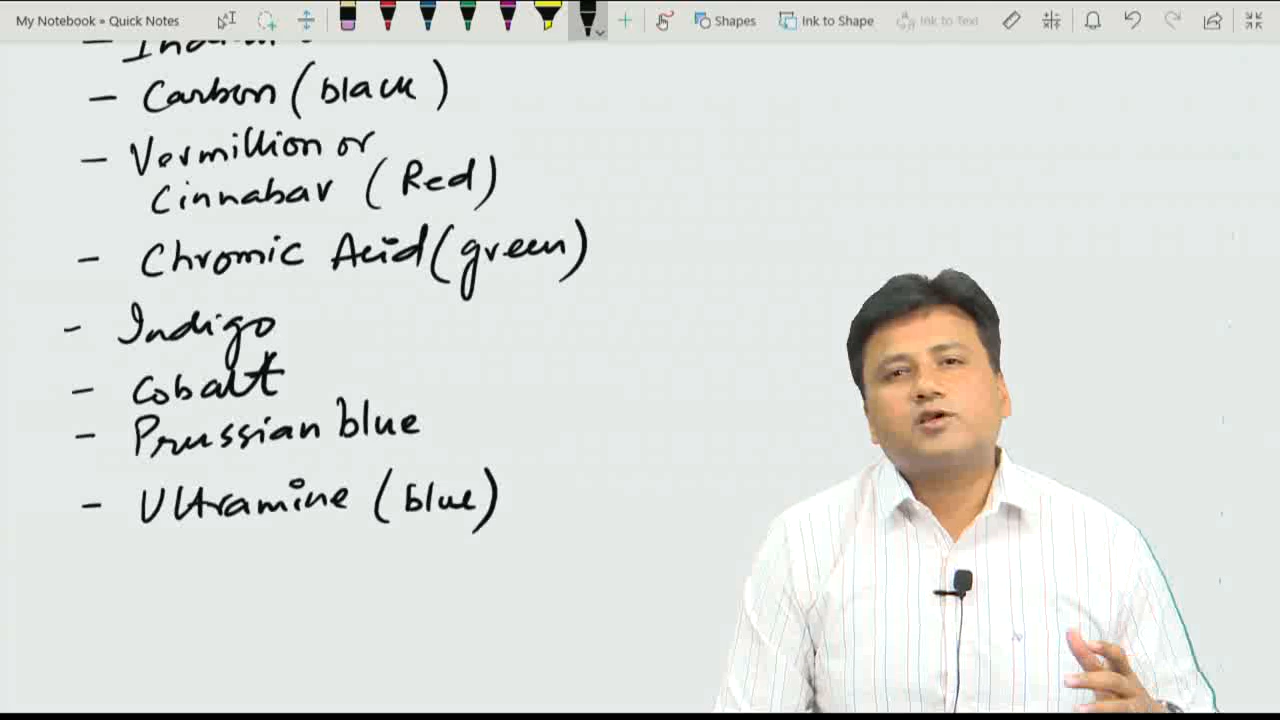 My Notebook » Quick Notes
Shapes
Ink to Shape
Ink to Text
- Carbon (black)
- Vermillion or
Cinnabar (Red)
- Chromic Acid (green)
- Indigo
- Cobalt
- Prussian blue
- Ultramine (blue)